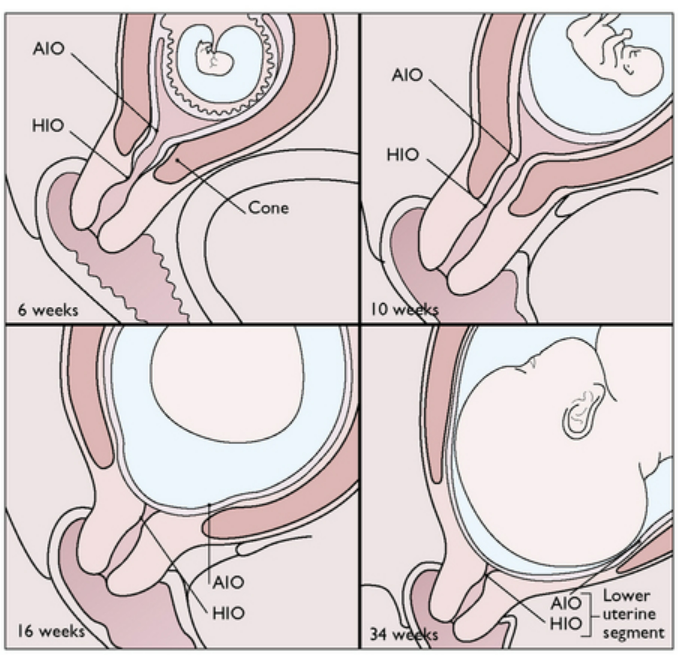 AIO
HIO
Cone
6 weeks
AIO
HIO
10 weeks
AIO
HIO
16 weeks
AIO
HIO
Lower
uterine
segment
34 weeks